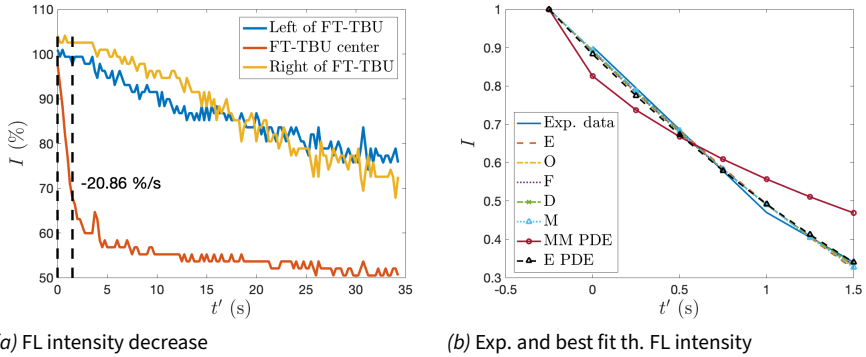 110
100
90
80
70
60
50
I (%)
0 5 10 15 20 25 30 35
t′ (s)
Left of FT-TBU
FT-TBU center
Right of FT-TBU
-20.86 %/s
(a) FL intensity decrease
1
0.9
0.8
0.7
0.6
0.5
0.4
0.3
I
0 0.5 1 1.5
t′ (s)
Exp. data
E
O
F
D
M
MM PDE
E PDE
(b) Exp. and best fit th. FL intensity